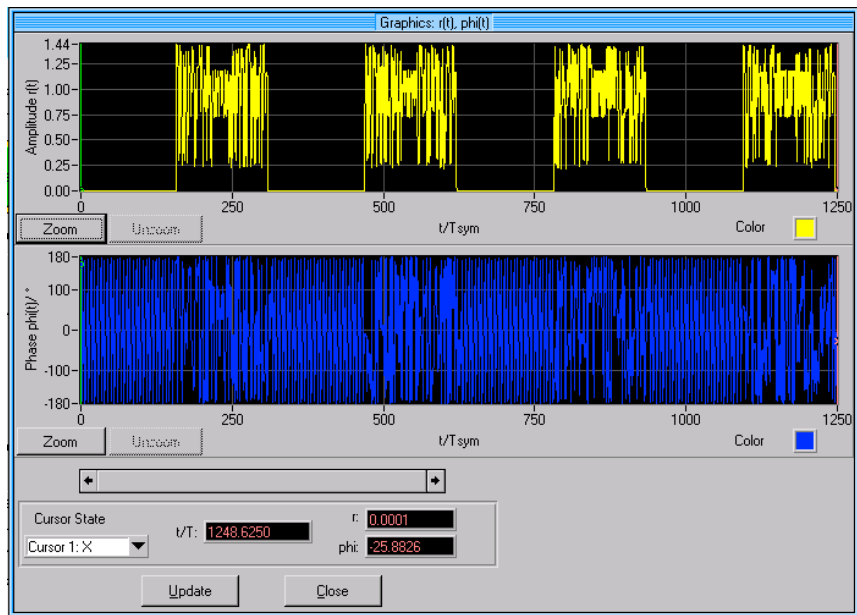 Graphics: r(t), phi(t)
Amplitude r(t)
1.44
1.25
1.00
0.75
0.50
0.25
0.00
0 250 500 750 1000 1250
Zoom Unzoom t/Tsym Color
Phase phi(t)/ °
180
100
0
-100
-180
0 250 500 750 1000 1250
Zoom Unzoom t/Tsym Color
Cursor State
Cursor 1: X
t/T: 1248.6250
r: 0.0001
phi: -25.8826
Update Close